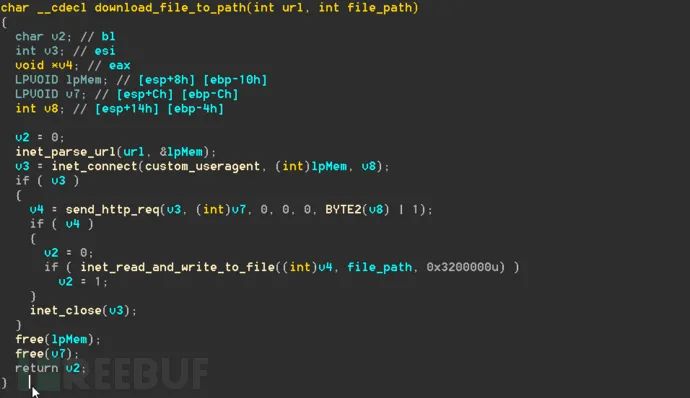 char __cdecl download_file_to_path(int url, int file_path)
{
  char v2; // bl
  int v3; // esi
  void *v4; // eax
  LPVOID lpMem; // [esp+8h] [ebp-10h]
  LPVOID v7; // [esp+Ch] [ebp-Ch]
  int v8; // [esp+14h] [ebp-4h]

  v2 = 0;
  inet_parse_url(url, &lpMem);
  v3 = inet_connect(custom_useragent, (int)lpMem, v8);
  if ( v3 )
  {
    v4 = send_http_req(v3, (int)v7, 0, 0, 0, BYTE2(v8) | 1);
    if ( v4 )
    {
      v2 = 0;
      if ( inet_read_and_write_to_file((int)v4, file_path, 0x3200000u) )
        v2 = 1;
    }
    inet_close(v3);
  }
  free(lpMem);
  free(v7);
  return v2;
}
REEBUF